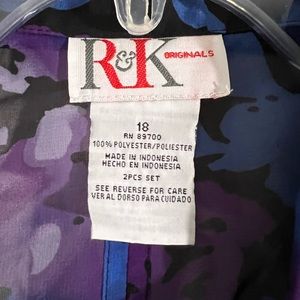 R&K ORIGINALS
18
RN 89700
100% POLYESTER/POLIESTER
MADE IN INDONESIA
HECHO EN INDONESIA
2PCS SET
SEE REVERSE FOR CARE
VER AL DORSO PARA CUIDADO